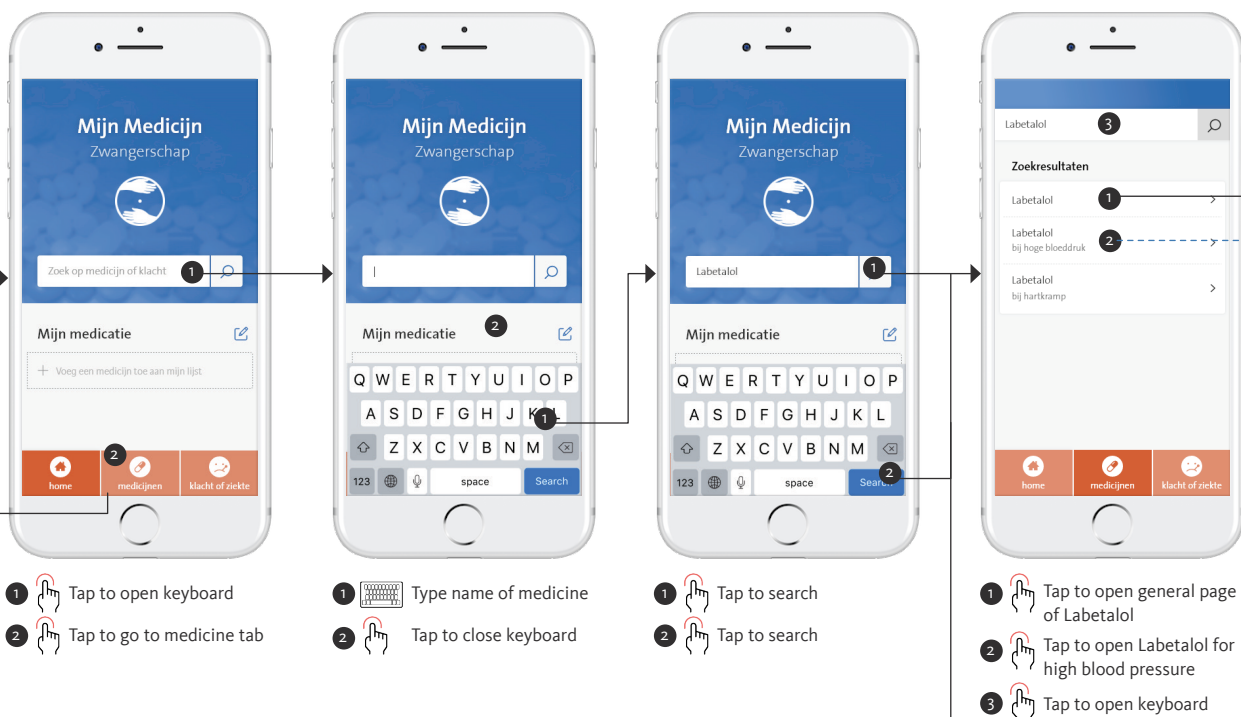 Mijn Medicijn
Zwangerschap
Zoek op medicijn of klacht 1
Mijn medicatie
+ Voeg een medicijn toe aan mijn lijst
2
home medicijnen klacht of ziekte
1 Tap to open keyboard
2 Tap to go to medicine tab
Mijn Medicijn
Zwangerschap
Mijn medicatie 2
Q W E R T Y U I O P
A S D F G H J K L
1
Z X C V B N M
123 space Search
1 Type name of medicine
2 Tap to close keyboard
Mijn Medicijn
Zwangerschap
Labetalol 1
Mijn medicatie
Q W E R T Y U I O P
A S D F G H J K L
Z X C V B N M
123 space Search
2
1 Tap to search
2 Tap to search
Labetalol 3
Zoekresultaten
Labetalol 1
Labetalol
bij hoge bloeddruk 2
Labetalol
bij hartkramp
home medicijnen klacht of ziekte
1 Tap to open general page
of Labetalol
2 Tap to open Labetalol for
high blood pressure
3 Tap to open keyboard